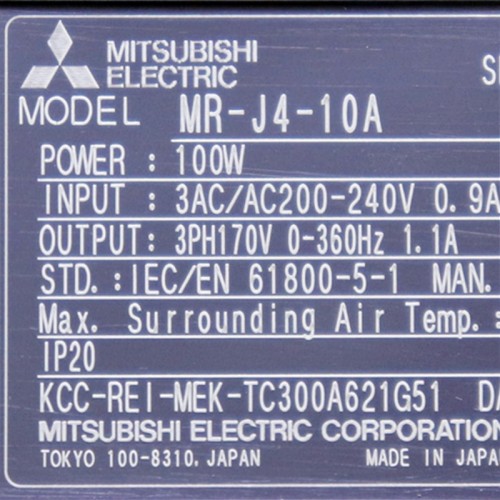 MITSUBISHI
ELECTRIC
MODEL MR-J4-10A
POWER : 100W
INPUT : 3AC/AC200-240V 0.9A
OUTPUT: 3PH170V 0-360Hz 1.1A
STD. : IEC/EN 61800-5-1 MAN.
Max. Surrounding Air Temp. :
IP20
KCC-REI-MEK-TC300A621G51
MITSUBISHI ELECTRIC CORPORATION
TOKYO 100-8310, JAPAN MADE IN JAPA